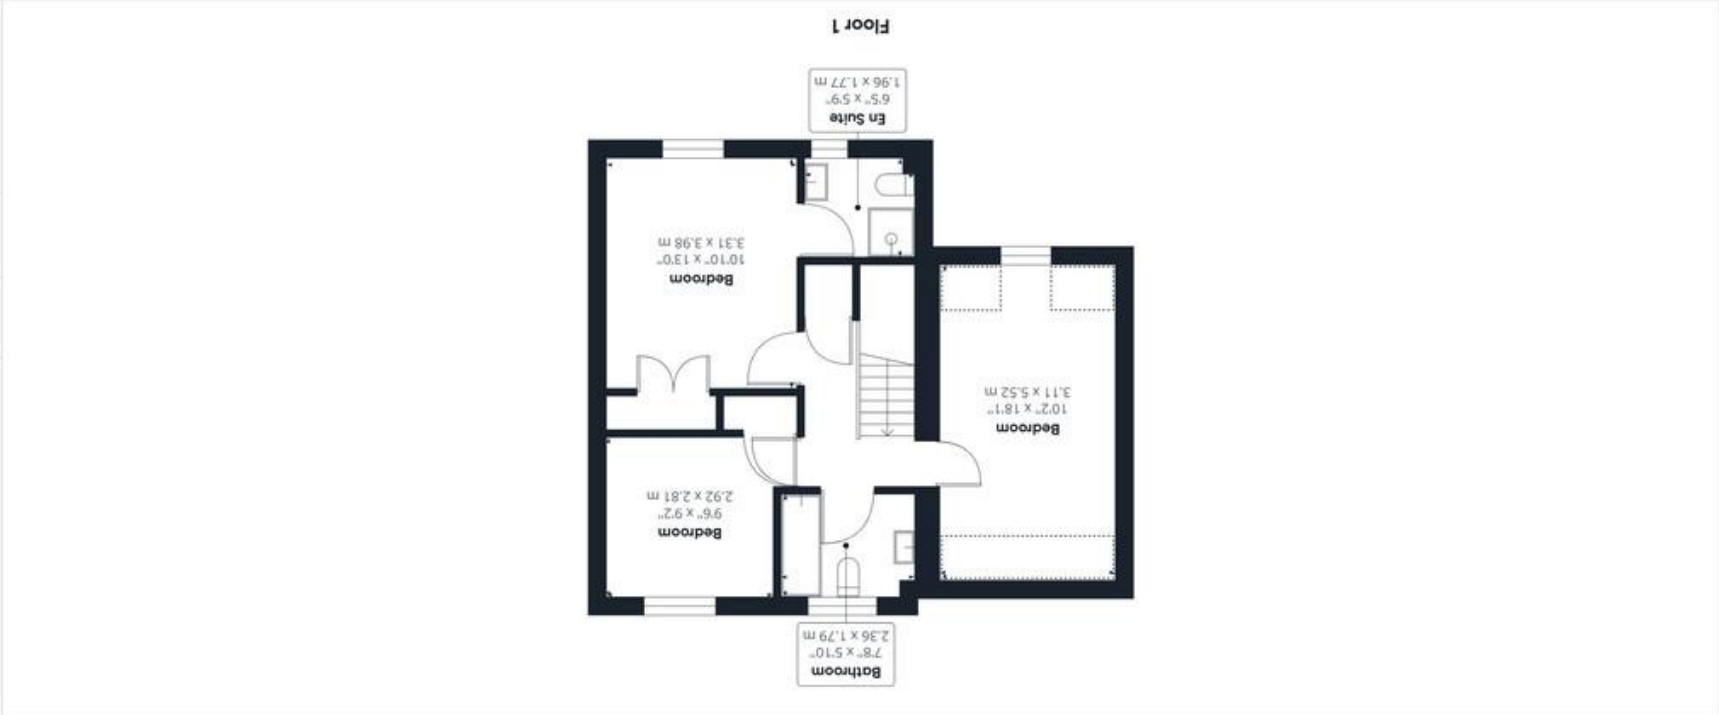 Bathroom
7'8" x 5'10"
2.36 x 1.79 m
Bedroom
9'6" x 9'2"
2.92 x 2.81 m
Bedroom
10'2" x 18'1"
3.11 x 5.52 m
Bedroom
10'10" x 13'0"
3.31 x 3.98 m
En Suite
6'5" x 5'9"
1.96 x 1.77 m
Floor 1